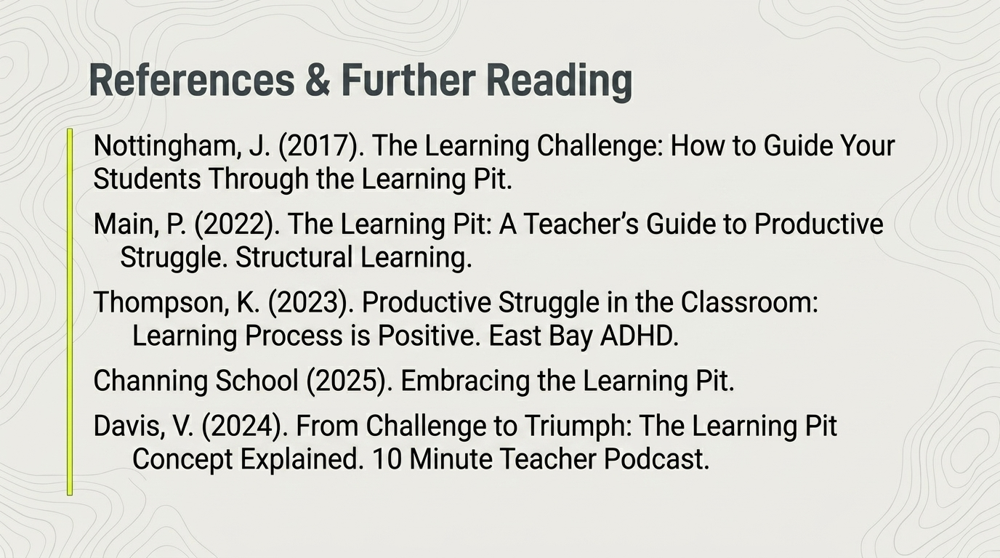 References & Further Reading
Nottingham, J. (2017). The Learning Challenge: How to Guide Your
Students Through the Learning Pit.
Main, P. (2022). The Learning Pit: A Teacher’s Guide to Productive
Struggle. Structural Learning.
Thompson, K. (2023). Productive Struggle in the Classroom:
Learning Process is Positive. East Bay ADHD.
Channing School (2025). Embracing the Learning Pit.
Davis, V. (2024). From Challenge to Triumph: The Learning Pit
Concept Explained. 10 Minute Teacher Podcast.